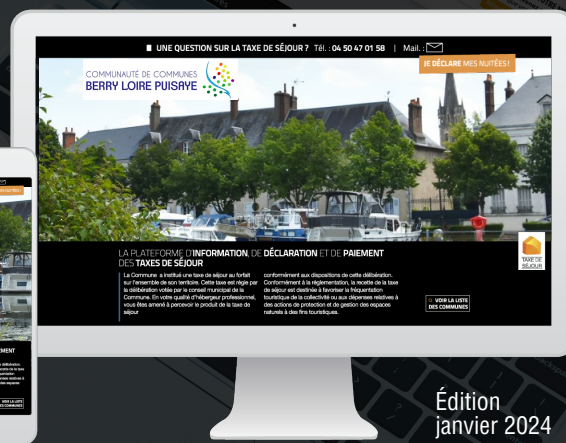 UNE QUESTION SUR LA TAXE DE SÉJOUR ? Tél. : 04 50 47 01 58 | Mail. :
JE DÉCLARE MES NUITÉES !
COMMUNAUTÉ DE COMMUNES
BERRY LOIRE PUISAYE
LA PLATEFORME D'INFORMATION, DE DÉCLARATION ET DE PAIEMENT
DES TAXES DE SÉJOUR
La Commune a institué une taxe de séjour au forfait
sur l'ensemble de son territoire. Cette taxe est régie par
la délibération votée par le conseil municipal de la
Commune. En votre qualité d'hébergeur professionnel,
vous êtes amené à percevoir le produit de la taxe de
séjour
conformément aux dispositions de cette délibération.
Conformément à la réglementation, la recette de la taxe
de séjour est destinée à favoriser la fréquentation
touristique de la collectivité ou aux dépenses relatives à
des actions de protection et de gestion des espaces
naturels à des fins touristiques.
TAXE DE
SÉJOUR
VOIR LA LISTE
DES COMMUNES
Édition
janvier 2024